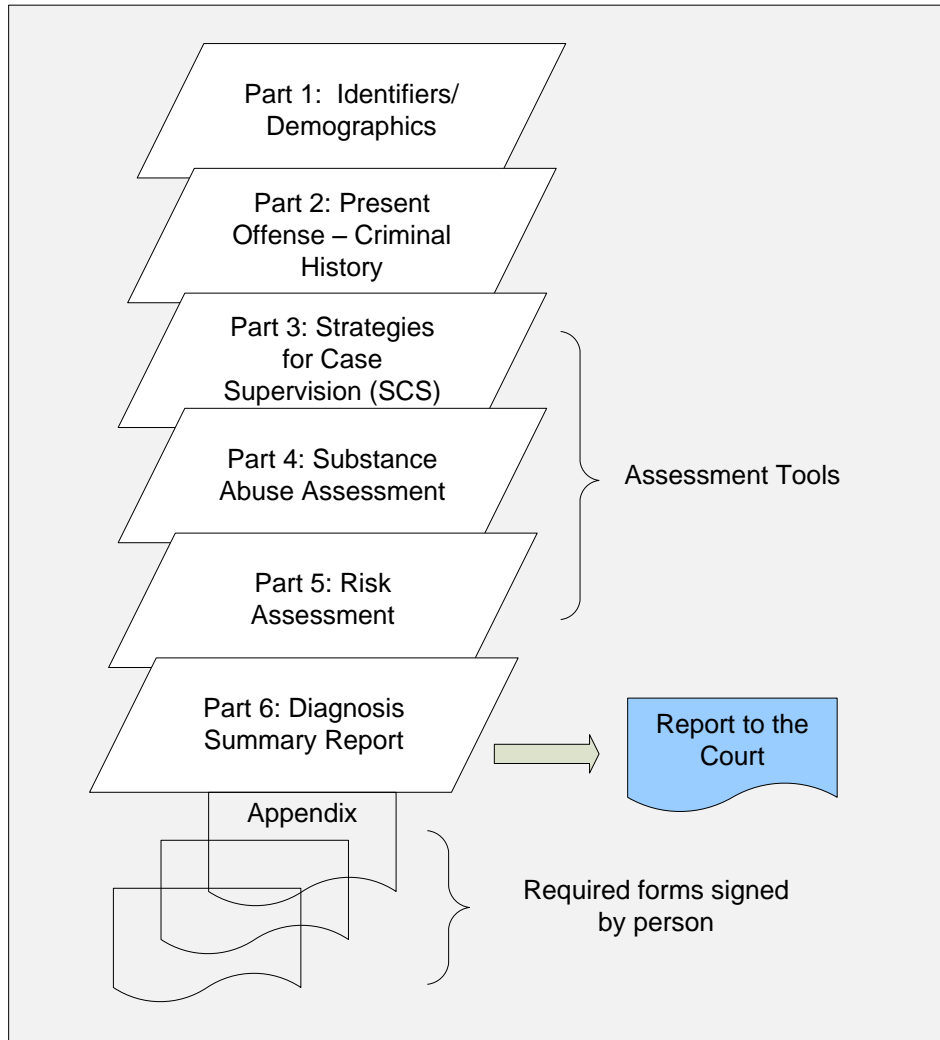 Part 1:  Identifiers/
Demographics
Part 2: Present
Offense – Criminal
History
Part 3: Strategies
for Case
Supervision (SCS)
Part 4: Substance
Abuse Assessment
Assessment Tools
Part 5: Risk
Assessment
Part 6: Diagnosis
Summary Report
Report to the
Court
Appendix
Required forms signed
by person